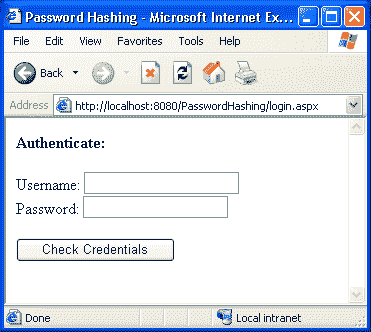 Password Hashing - Microsoft Internet Ex...
File Edit View Favorites Tools Help
Back
Address http://localhost:8080/PasswordHashing/login.aspx
Authenticate:
Username:
Password:
Check Credentials
Done Local intranet